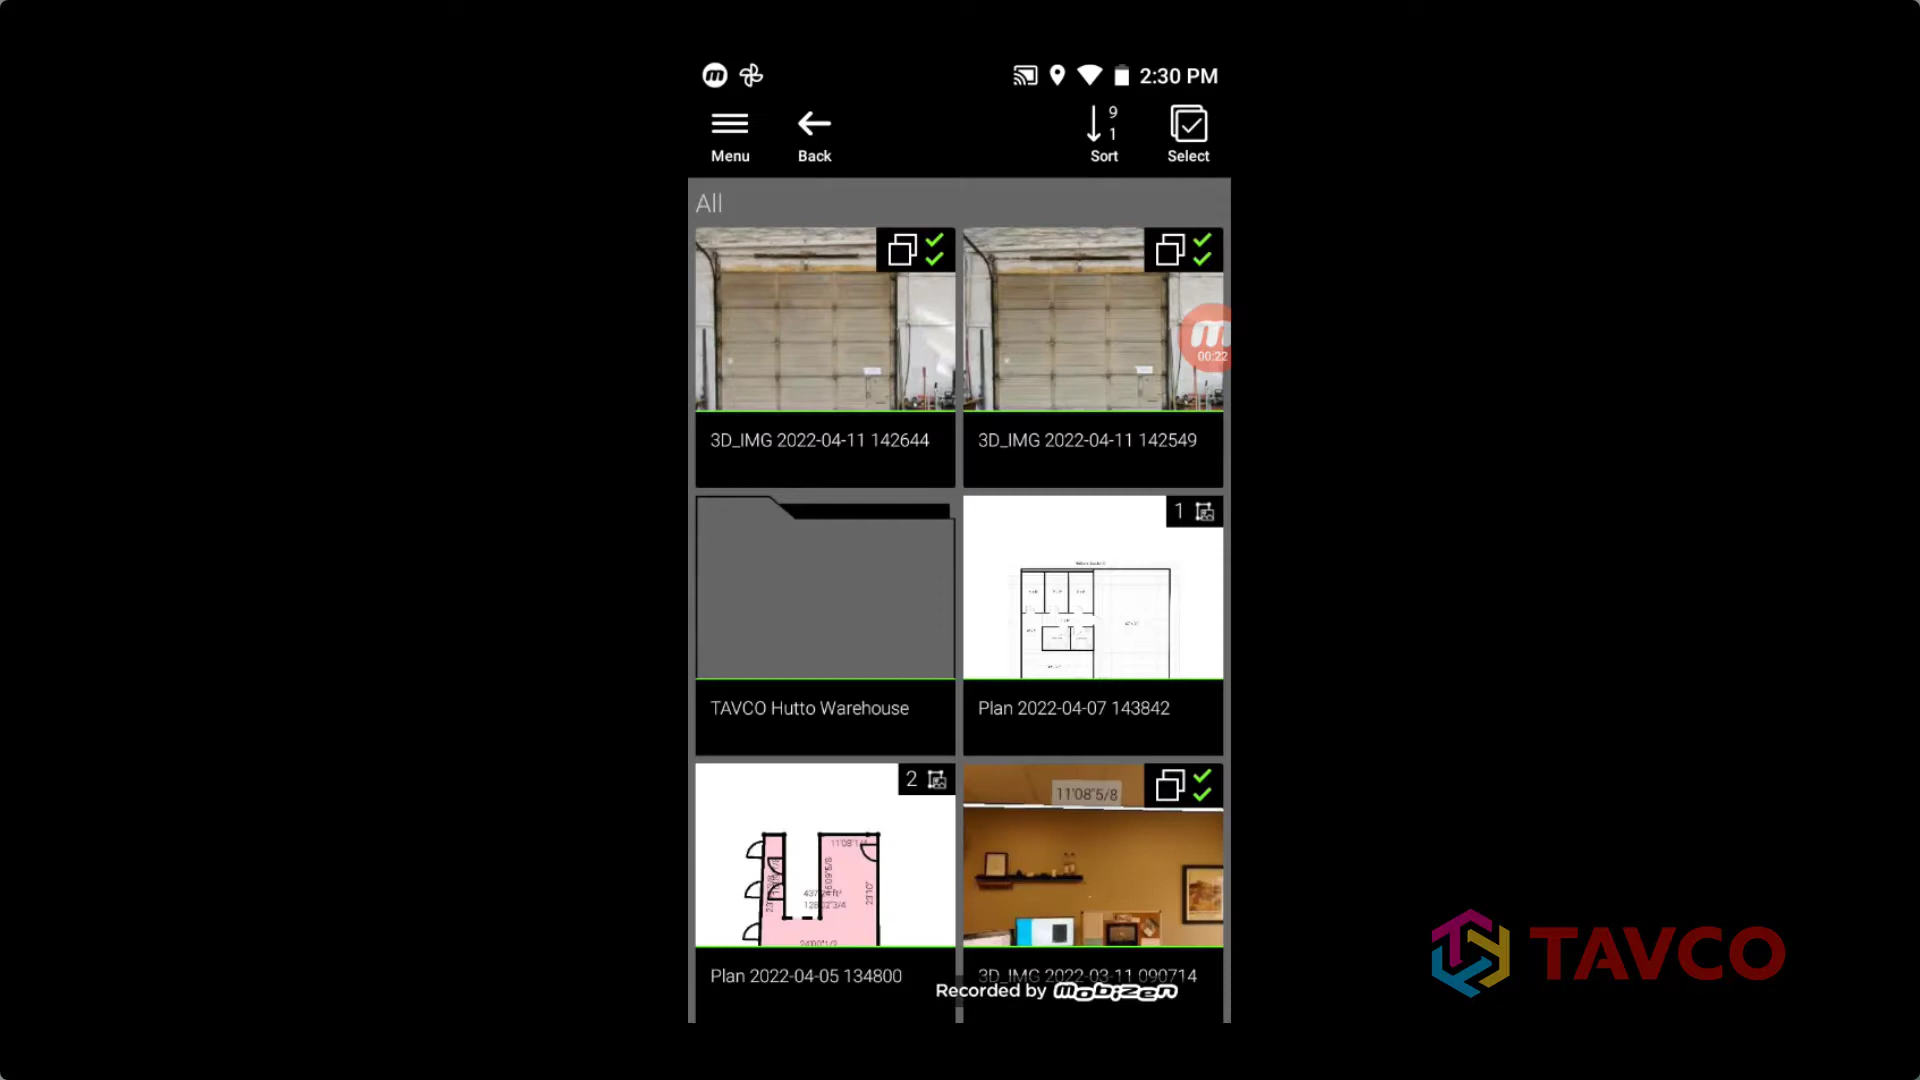 2:30 PM
9
1
Menu
Back
Sort
Select
All
00:22
3D_IMG 2022-04-11 142644
3D_IMG 2022-04-11 142549
1
TAVCO Hutto Warehouse
Plan 2022-04-07 143842
2
11'08"5/8
23'10"
Plan 2022-04-05 134800
3D_IMG 2022-03-11 090714
Recorded by mobizen
TAVCO